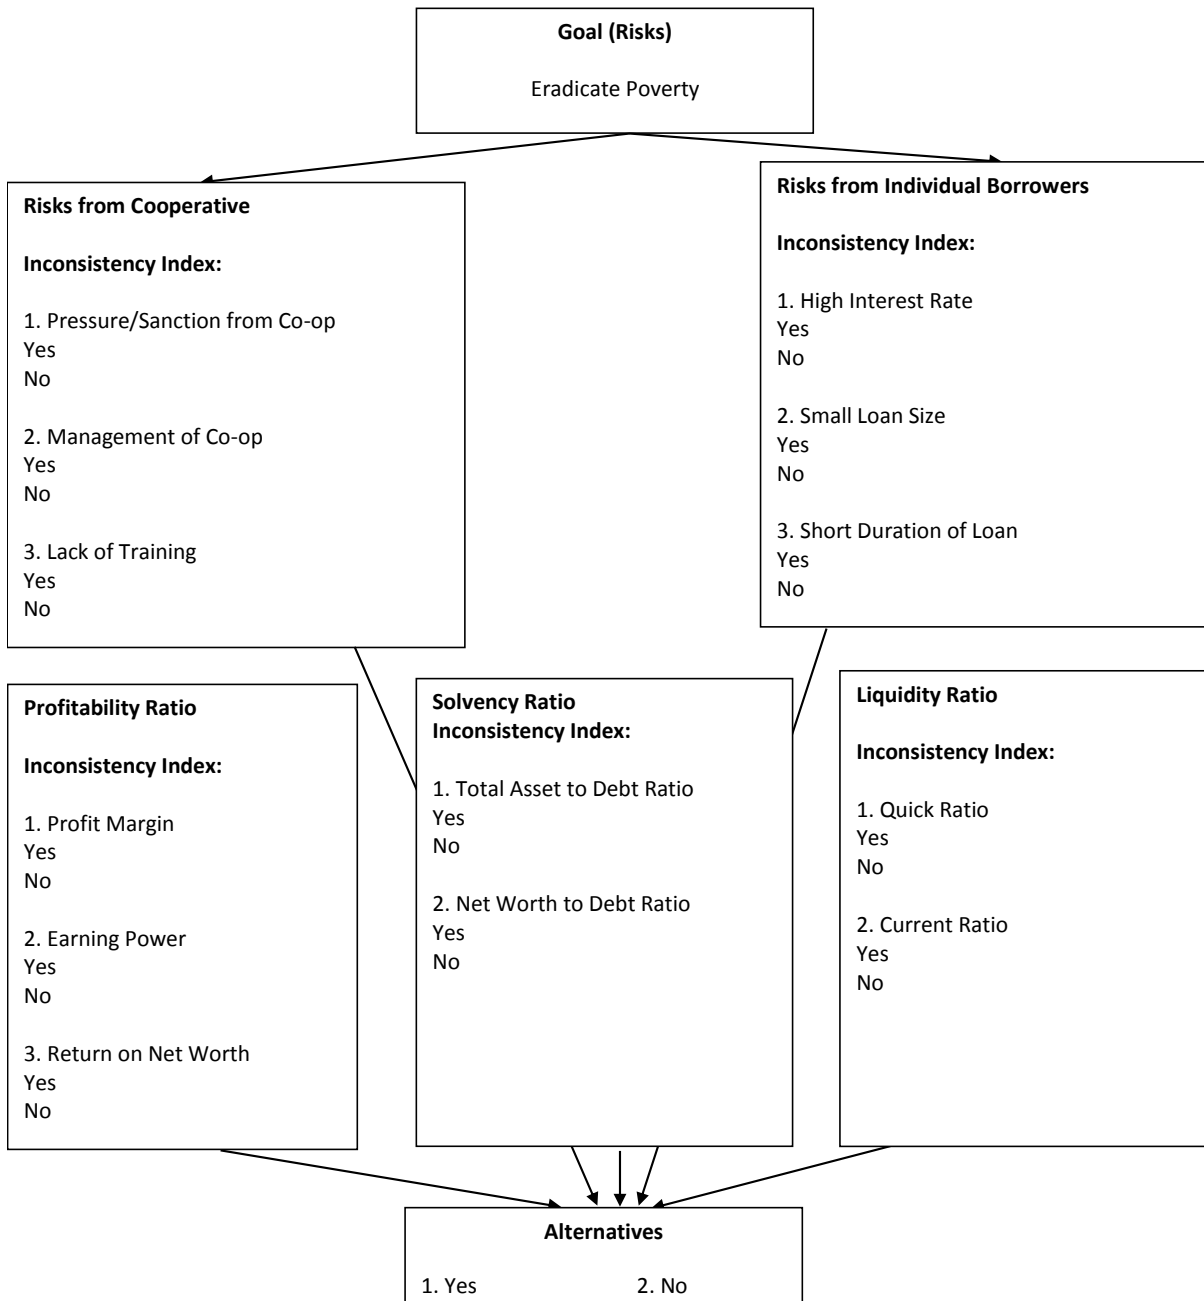 Goal (Risks)
Eradicate Poverty
Risks from Cooperative
Inconsistency Index:
1. Pressure/Sanction from Co-op
Yes
No
2. Management of Co-op
Yes
No
3. Lack of Training
Yes
No
Risks from Individual Borrowers
Inconsistency Index:
1. High Interest Rate
Yes
No
2. Small Loan Size
Yes
No
3. Short Duration of Loan
Yes
No
Profitability Ratio
Inconsistency Index:
1. Profit Margin
Yes
No
2. Earning Power
Yes
No
3. Return on Net Worth
Yes
No
Solvency Ratio
Inconsistency Index:
1. Total Asset to Debt Ratio
Yes
No
2. Net Worth to Debt Ratio
Yes
No
Liquidity Ratio
Inconsistency Index:
1. Quick Ratio
Yes
No
2. Current Ratio
Yes
No
Alternatives
1. Yes 2. No